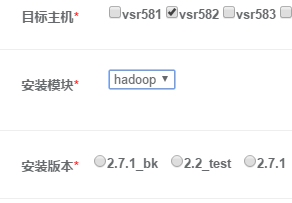 目标主机* vsr581 vsr582 vsr583
安装模块* hadoop
安装版本* 2.7.1_bk 2.2_test 2.7.1